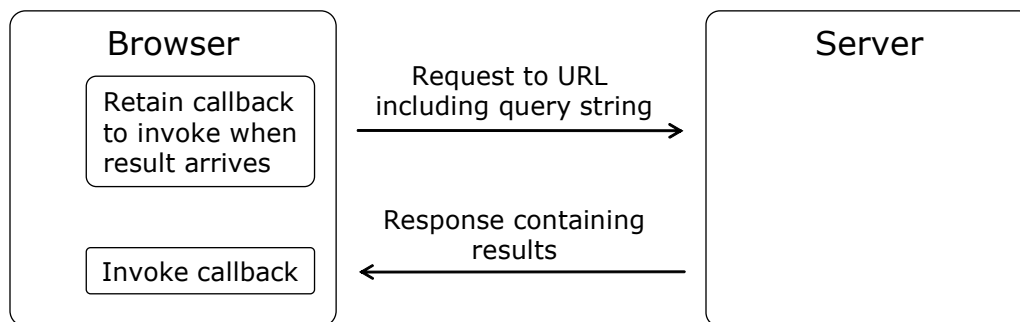 Browser
Retain callback
to invoke when
result arrives
Request to URL
including query string
Server
Response containing
results
Invoke callback